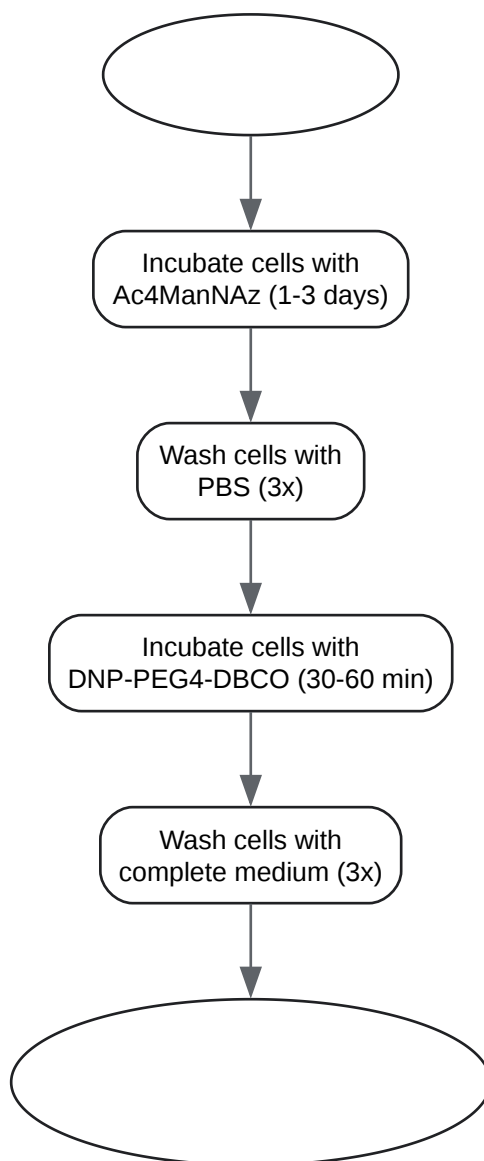 Incubate cells with
Ac4ManNAz (1-3 days)
Wash cells with
PBS (3x)
Incubate cells with
DNP-PEG4-DBCO (30-60 min)
Wash cells with
complete medium (3x)